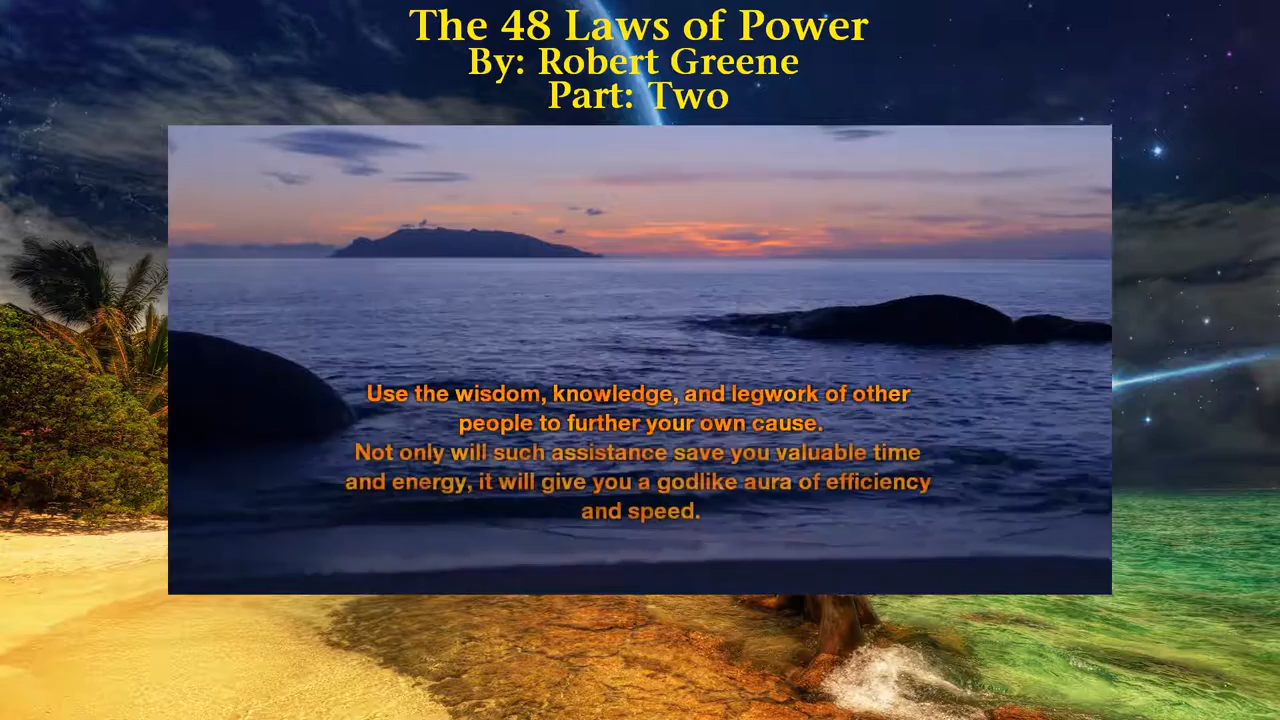 The 48 Laws of Power
By: Robert Greene
Part: Two
Use the wisdom, knowledge, and legwork of other
people to further your own cause.
Not only will such assistance save you valuable time
and energy, it will give you a godlike aura of efficiency
and speed.